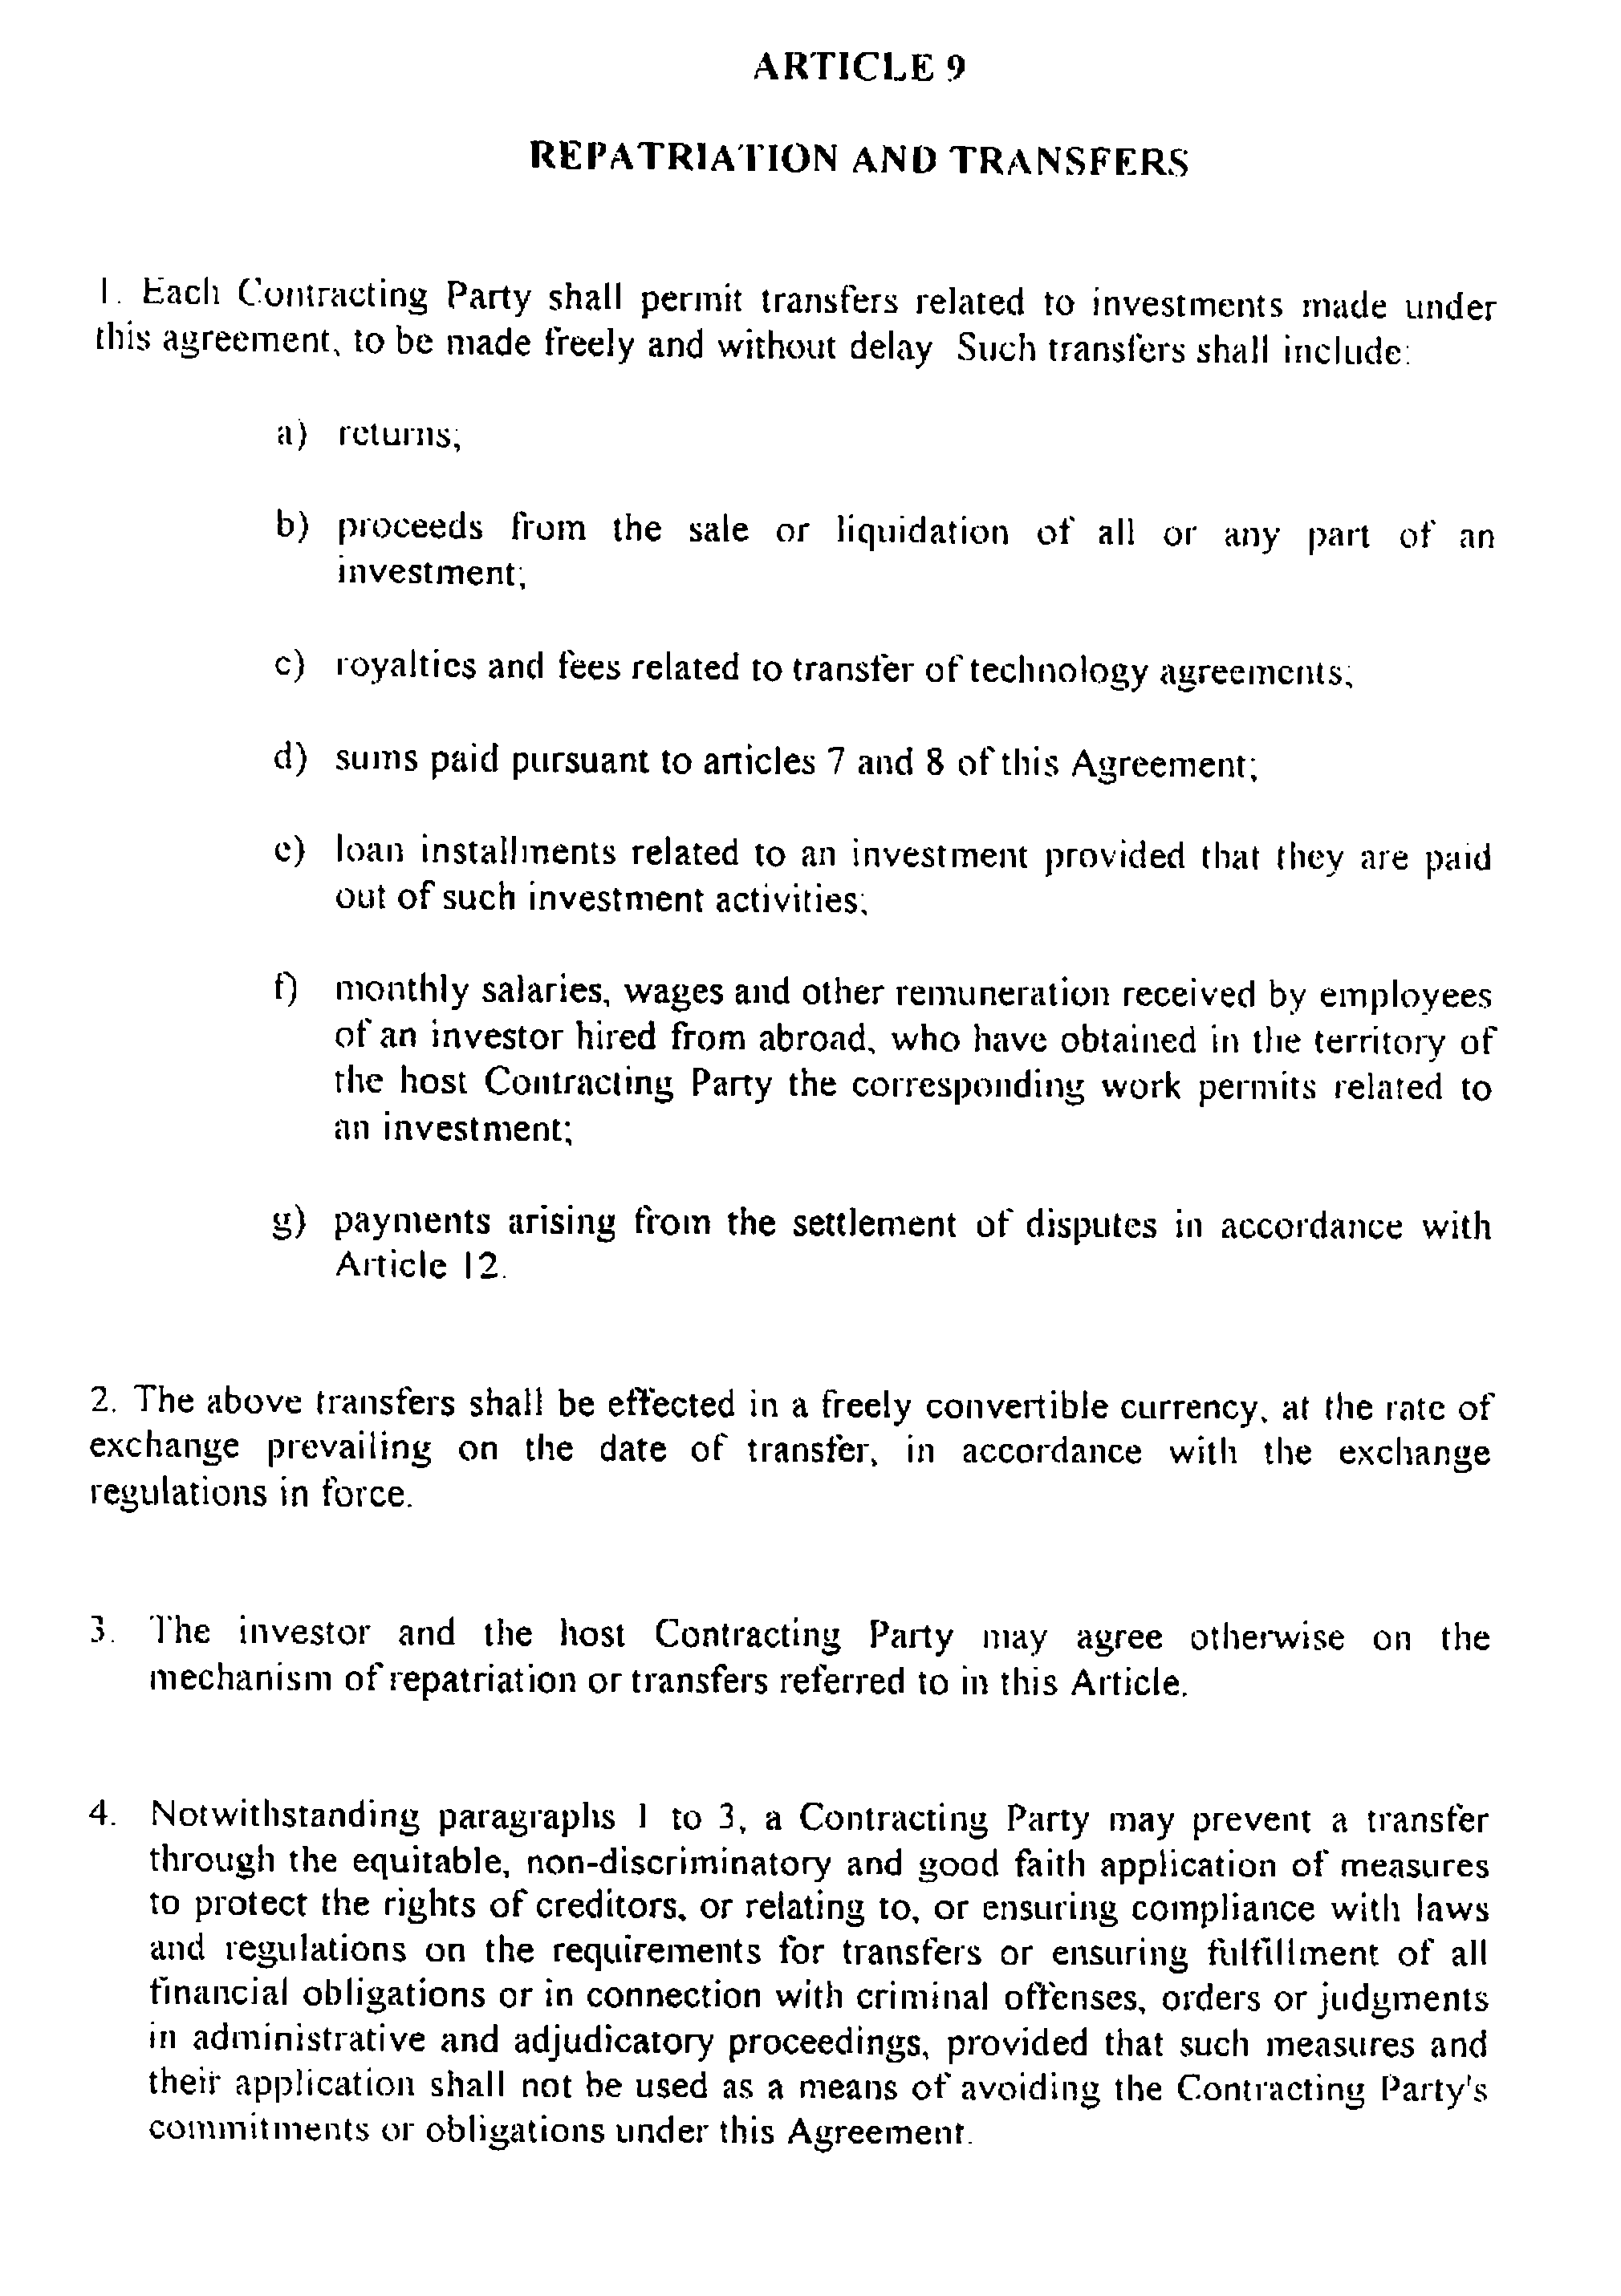 ARTICLE 9
REPATRIATION AND TRANSFERS
1. Each Contracting Party shall permit transfers related to investments made under
this agreement, to be made freely and without delay Such transfers shall include:
a) returns;
b) proceeds from the sale or liquidation of all or any part of an
investment;
c) royalties and fees related to transfer of technology agreements;
d) sums paid pursuant to articles 7 and 8 of this Agreement;
e) loan installments related to an investment provided that they are paid
out of such investment activities;
f) monthly salaries, wages and other remuneration received by employees
of an investor hired from abroad, who have obtained in the territory of
the host Contracting Party the corresponding work permits related to
an investment;
g) payments arising from the settlement of disputes in accordance with
Article 12.
2. The above transfers shall be effected in a freely convertible currency, at the rate of
exchange prevailing on the date of transfer, in accordance with the exchange
regulations in force.
3. The investor and the host Contracting Party may agree otherwise on the
mechanism of repatriation or transfers referred to in this Article.
4. Notwithstanding paragraphs 1 to 3, a Contracting Party may prevent a transfer
through the equitable, non-discriminatory and good faith application of measures
to protect the rights of creditors, or relating to, or ensuring compliance with laws
and regulations on the requirements for transfers or ensuring fulfillment of all
financial obligations or in connection with criminal offenses, orders or judgments
in administrative and adjudicatory proceedings, provided that such measures and
their application shall not be used as a means of avoiding the Contracting Party's
commitments or obligations under this Agreement.